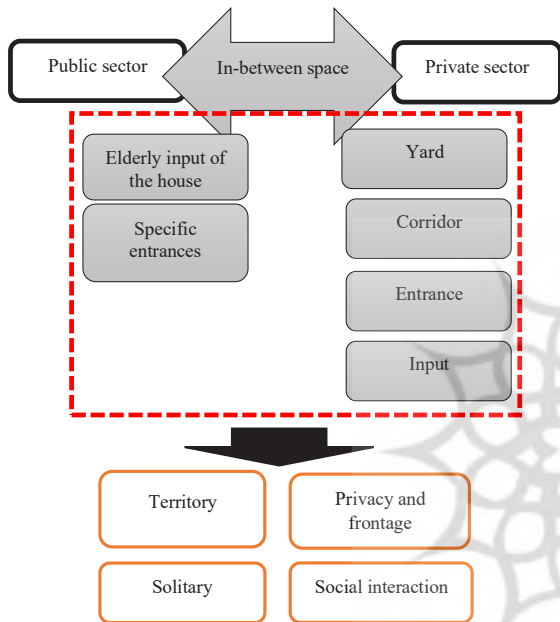 Public sector
In-between space
Private sector
Elderly input of
the house
Specific
entrances
Yard
Corridor
Entrance
Input
Territory
Privacy and
frontage
Solitary
Social interaction